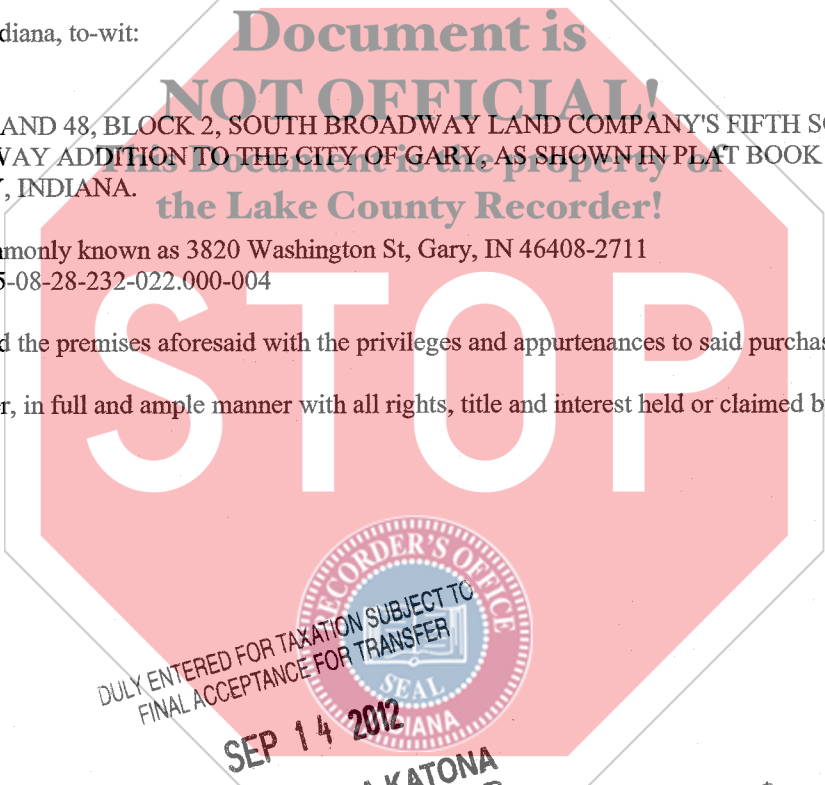 diana, to-wit:
Document is
NOT OFFICIAL!
AND 48, BLOCK 2, SOUTH BROADWAY LAND COMPANY'S FIFTH SO
WAY ADDITION TO THE CITY OF GARY, AS SHOWN IN PLAT BOOK
This Document is the property of
Y, INDIANA.
the Lake County Recorder!
mmonly known as 3820 Washington St, Gary, IN 46408-2711
5-08-28-232-022.000-004
d the premises aforesaid with the privileges and appurtenances to said purchas
r, in full and ample manner with all rights, title and interest held or claimed b
STOP
RECORDER'S OFFICE
SEAL
INDIANA
DULY ENTERED FOR TAXATION SUBJECT TO
FINAL ACCEPTANCE FOR TRANSFER
SEP 14 2012
A KATONA